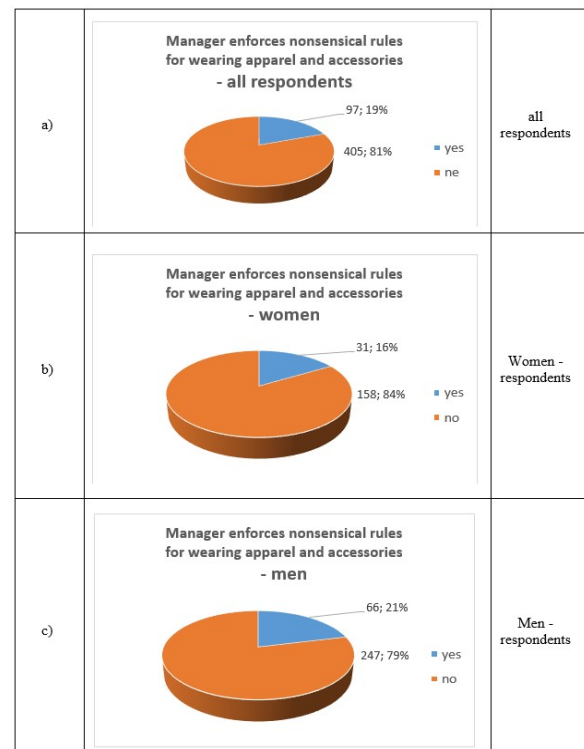 a)
Manager enforces nonsensical rules
for wearing apparel and accessories
- all respondents
97; 19%
405; 81%
yes
ne
all
respondents
b)
Manager enforces nonsensical rules
for wearing apparel and accessories
- women
31; 16%
158; 84%
yes
no
Women -
respondents
c)
Manager enforces nonsensical rules
for wearing apparel and accessories
- men
66; 21%
247; 79%
yes
no
Men -
respondents